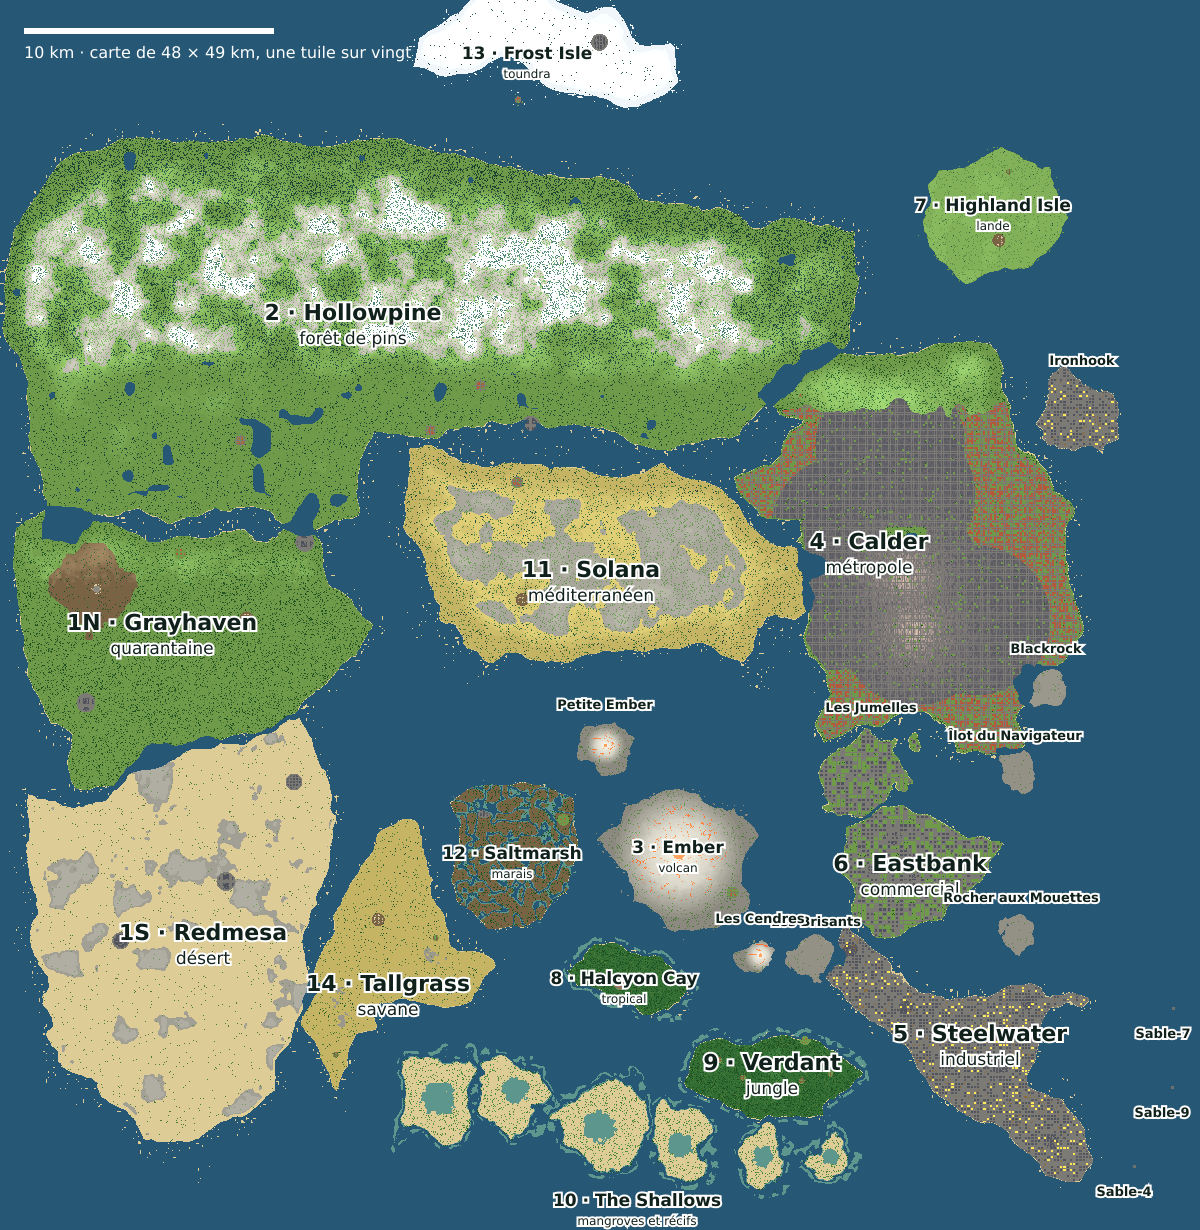 13 · Frost Isle
10 km · carte de 48 × 49 km, une tuile sur vingt
toundra
7 · Highland Isle
lande
2 · Hollowpine
forêt de pins
Ironhook
4 · Calder
métropole
11 · Solana
méditerranéen
1N · Grayhaven
quarantaine
Blackrock
Petite Ember
Les Jumelles
Îlot du Navigateur
3 · Ember
volcan
12 · Saltmarsh
marais
6 · Eastbank
commercial
Rocher aux Mouettes
Les Cendres
Brisants
1S · Redmesa
désert
14 · Tallgrass
savane
8 · Halcyon Cay
tropical
5 · Steelwater
industriel
Sable-7
9 · Verdant
jungle
Sable-9
Sable-4
10 · The Shallows
mangroves et récifs